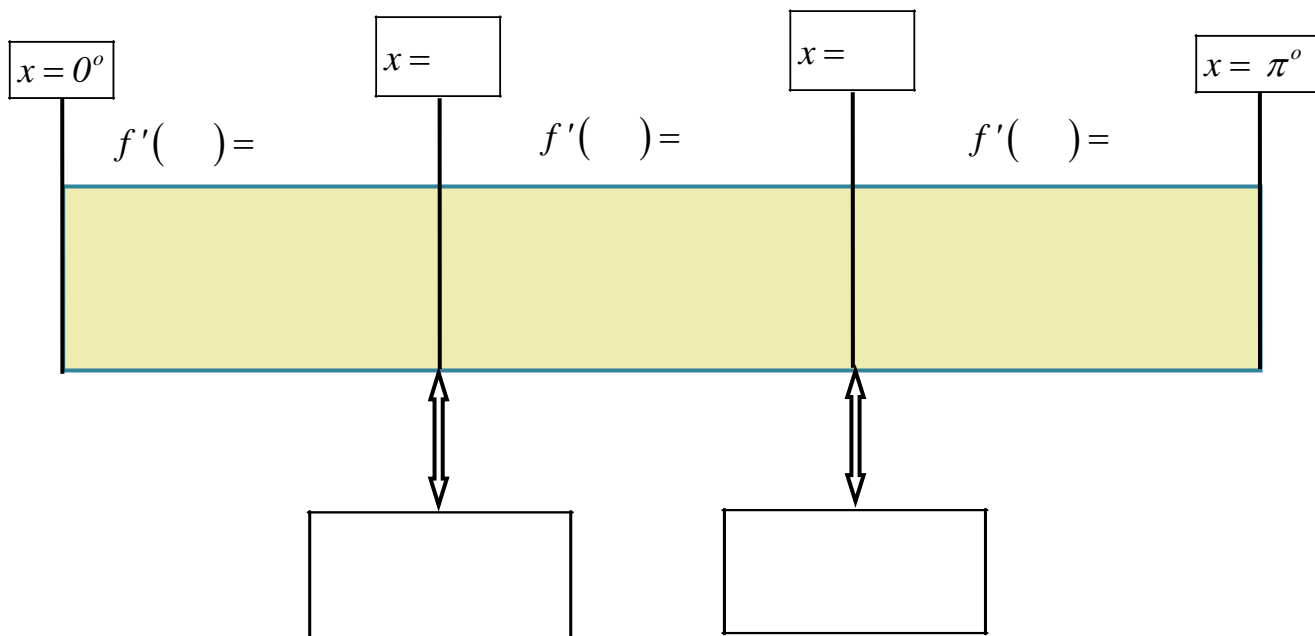 x = 0°
x =
x =
x = π°
f '(   ) =
f '(   ) =
f '(   ) =